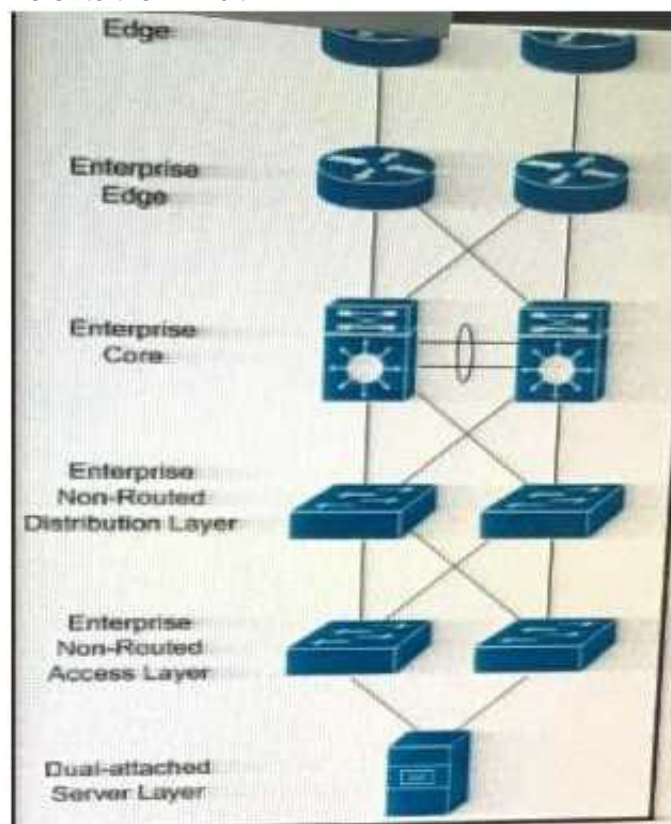 Edge
Enterprise
Edge
Enterprise
Core
Enterprise
Non-Routed
Distribution Layer
Enterprise
Non-Routed
Access Layer
Dual-attached
Server Layer